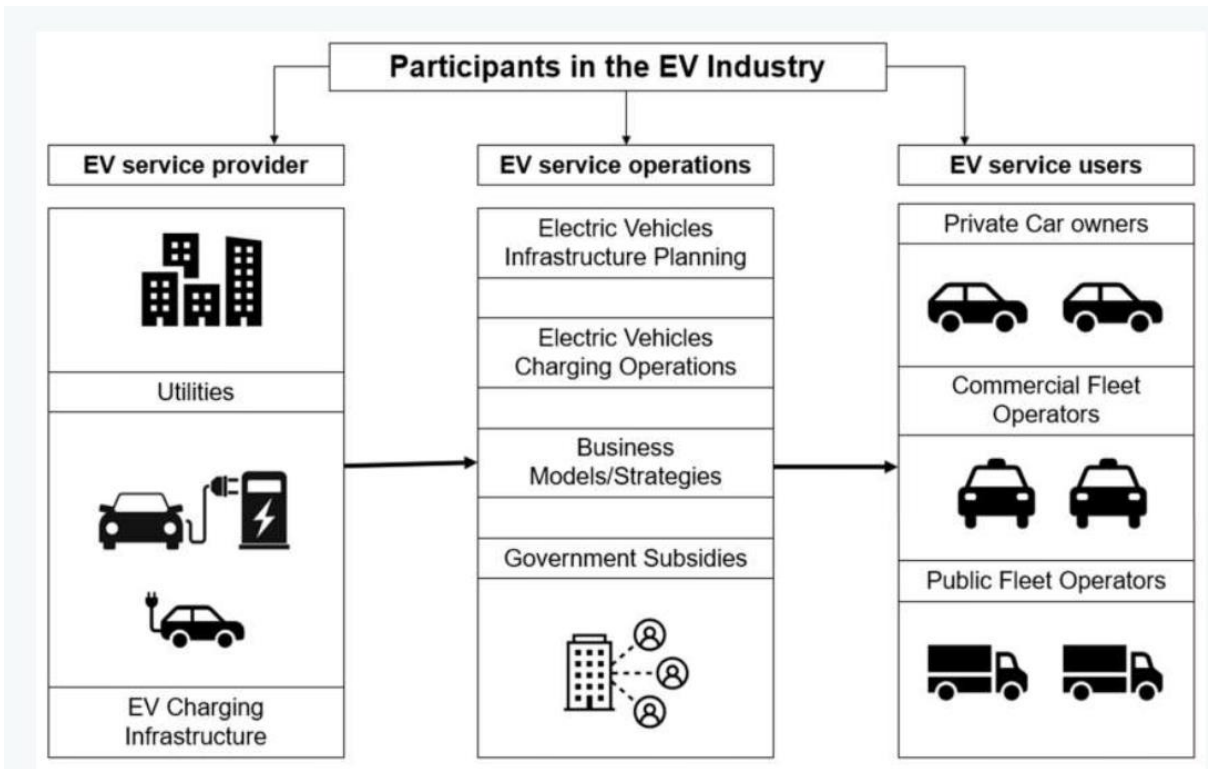 Participants in the EV Industry
EV service provider
Utilities
EV Charging
Infrastructure
EV service operations
Electric Vehicles
Infrastructure Planning
Electric Vehicles
Charging Operations
Business
Models/Strategies
Government Subsidies
EV service users
Private Car owners
Commercial Fleet
Operators
Public Fleet Operators